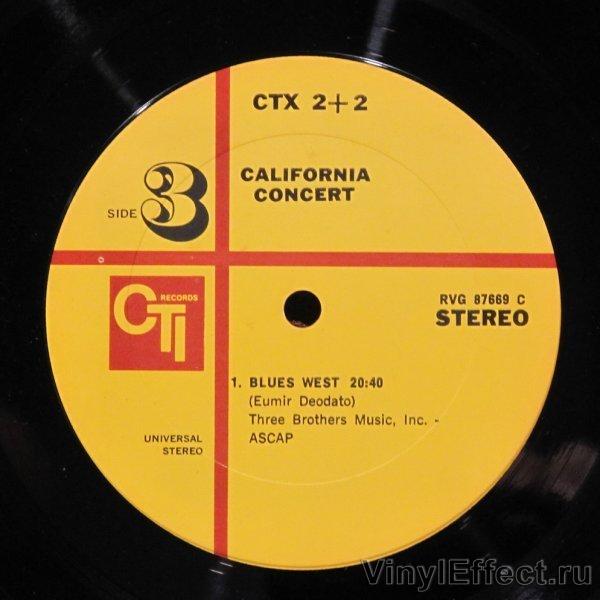 CTX 2+2
SIDE 3
CALIFORNIA
CONCERT
CTI
RECORDS
RVG 87669 C
STEREO
1. BLUES WEST 20:40
(Eumir Deodato)
Three Brothers Music, Inc. -
ASCAP
UNIVERSAL
STEREO
VinylEffect.ru